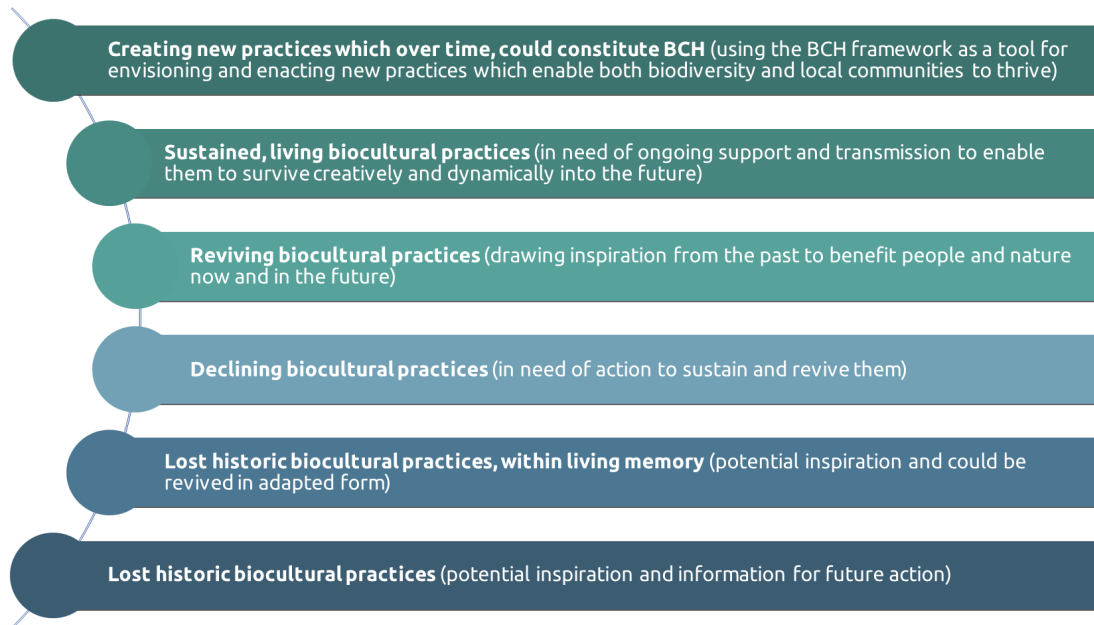 Creating new practices which over time, could constitute BCH (using the BCH framework as a tool for
envisioning and enacting new practices which enable both biodiversity and local communities to thrive)
Sustained, living biocultural practices (in need of ongoing support and transmission to enable
them to survive creatively and dynamically into the future)
Reviving biocultural practices (drawing inspiration from the past to benefit people and nature
now and in the future)
Declining biocultural practices (in need of action to sustain and revive them)
Lost historic biocultural practices, within living memory (potential inspiration and could be
revived in adapted form)
Lost historic biocultural practices (potential inspiration and information for future action)